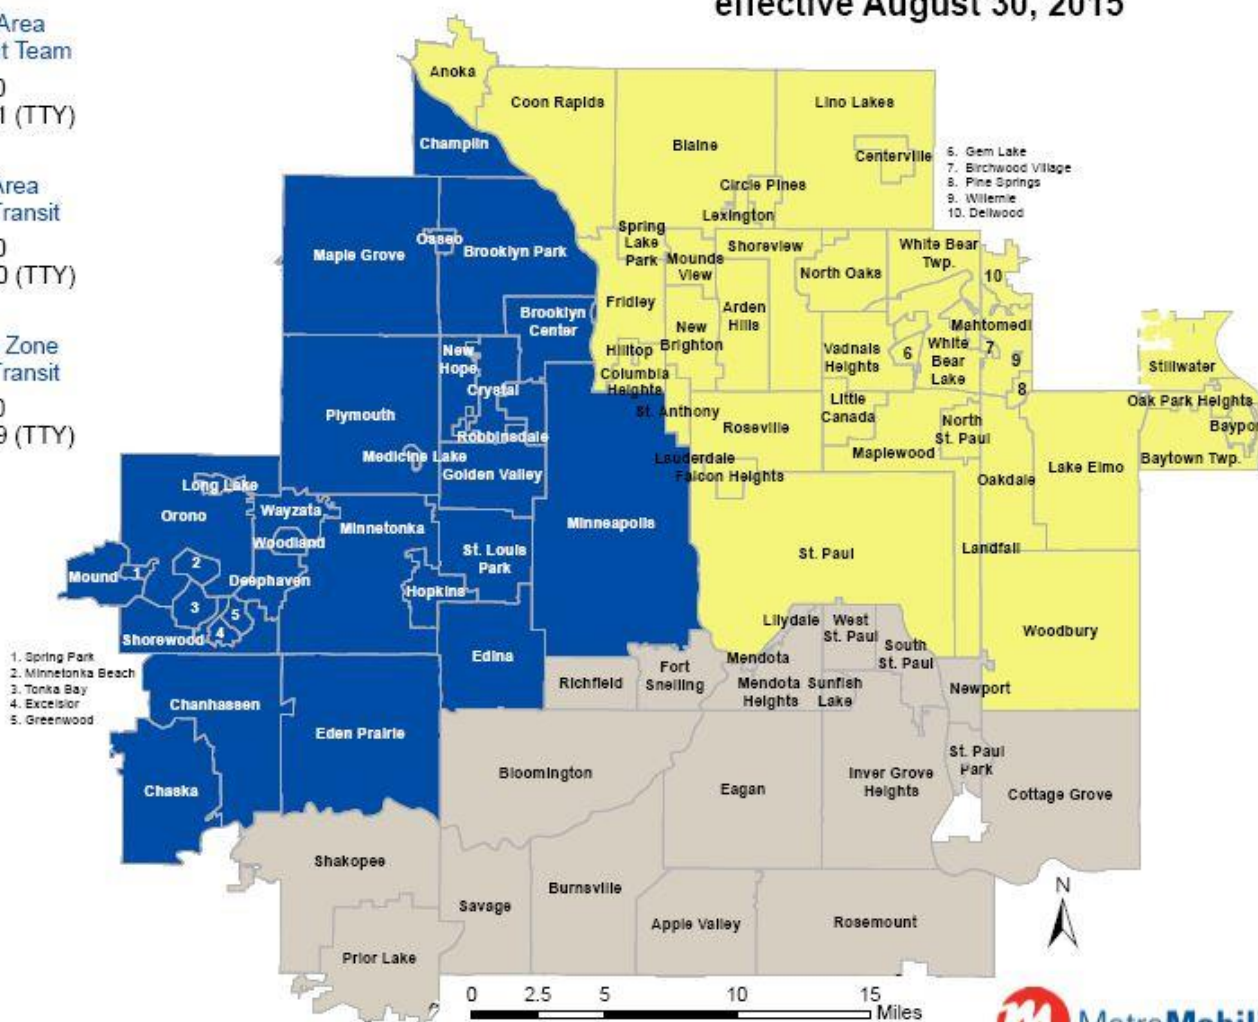 effective August 30, 2015
Area
t Team
0
1 (TTY)
Area
Transit
0
0 (TTY)
Zone
Transit
0
9 (TTY)
Anoka
Coon Rapids
Lino Lakes
Champlin
Blaine
Centerville
6. Gem Lake
7. Birchwood Village
8. Pine Springs
9. Willernie
10. Dellwood
Circle Pines
Lexington
Maple Grove
Osseo
Brooklyn Park
Spring
Lake
Park
Mounds
View
Shoreview
North Oaks
White Bear
Twp.
10
Fridley
Arden
Hills
Brooklyn
Center
New
Brighton
Mahtomedi
New
Hope
Hilltop
Vadnais
Heights
6
White
Bear
Lake
7
9
8
Stillwater
Crystal
Columbia
Heights
Oak Park Heights
Plymouth
St. Anthony
Little
Canada
Roseville
North
St. Paul
Baypor
Robbinsdale
Medicine Lake
Lauderdale
Maplewood
Baytown Twp.
Golden Valley
Falcon Heights
Oakdale
Lake Elmo
Long Lake
Orono
Wayzata
Minnetonka
Minneapolis
Woodland
St. Louis
Park
St. Paul
Landfall
Mound
1
2
Deephaven
Hopkins
3
5
4
Shorewood
Lilydale
West
St. Paul
Woodbury
South
St. Paul
1. Spring Park
2. Minnetonka Beach
3. Tonka Bay
4. Excelsior
5. Greenwood
Edina
Mendota
Richfield
Fort
Snelling
Mendota
Heights
Sunfish
Lake
Newport
Chanhassen
Eden Prairie
Bloomington
St. Paul
Park
Chaska
Eagan
Inver Grove
Heights
Cottage Grove
Shakopee
Burnsville
Savage
Apple Valley
Rosemount
N
Prior Lake
0 2.5 5 10 15
Miles
MetroMobil